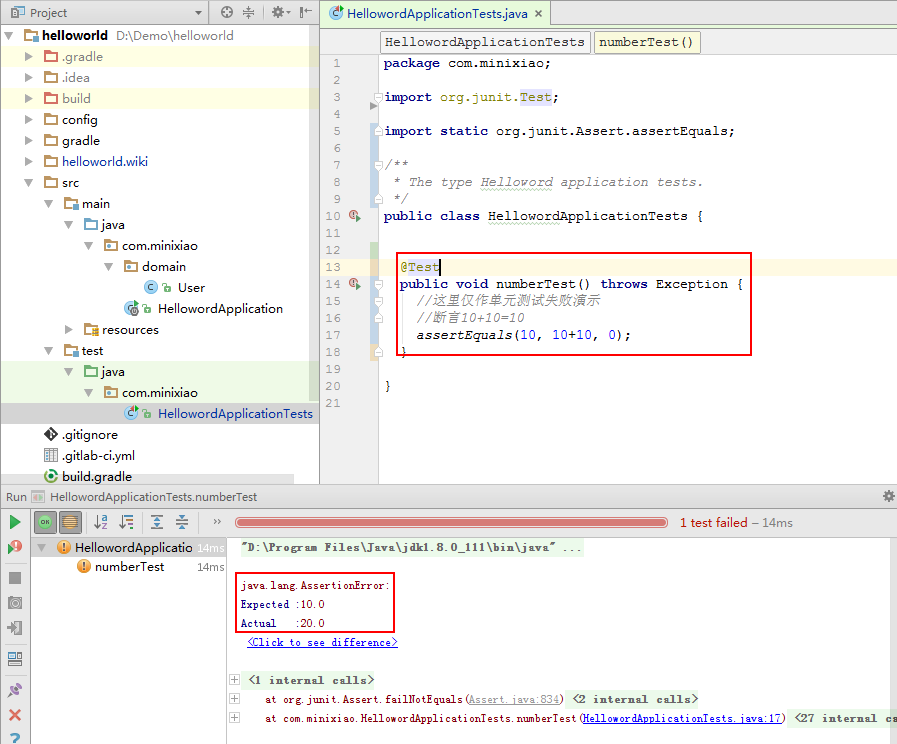 Project
HellowordApplicationTests.java
helloworld D:\Demo\helloworld
.gradle
.idea
build
config
gradle
helloworld.wiki
src
main
java
com.minixiao
domain
User
HellowordApplication
resources
test
java
com.minixiao
HellowordApplicationTests
.gitignore
.gitlab-ci.yml
build.gradle
HellowordApplicationTests numberTest()
1 package com.minixiao;
2
3 import org.junit.Test;
4
5 import static org.junit.Assert.assertEquals;
6
7 /**
8 * The type Helloword application tests.
9 */
10 public class HellowordApplicationTests {
11
12
13 @Test
14 public void numberTest() throws Exception {
15 //这里仅作单元测试失败演示
16 //断言10+10=10
17 assertEquals(10, 10+10, 0);
18 }
19
20 }
21
Run HellowordApplicationTests.numberTest
1 test failed – 14ms
HellowordApplicatio 14ms
numberTest 14ms
"D:\Program Files\Java\jdk1.8.0_111\bin\java" ...
java.lang.AssertionError:
Expected :10.0
Actual :20.0
<Click to see difference>
<1 internal calls>
at org.junit.Assert.failNotEquals(Assert.java:834) <2 internal calls>
at com.minixiao.HellowordApplicationTests.numberTest(HellowordApplicationTests.java:17) <27 internal ca